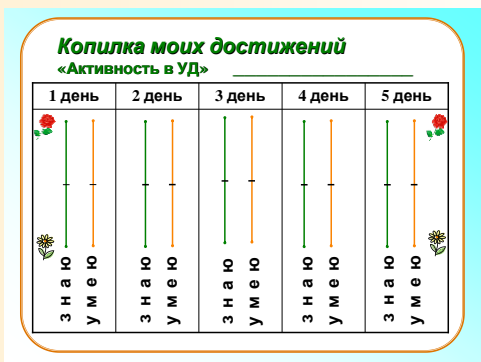 Копилка моих достижений
«Активность в УД»
1 день 2 день 3 день 4 день 5 день
знаю умею знаю умею знаю умею знаю умею знаю умею